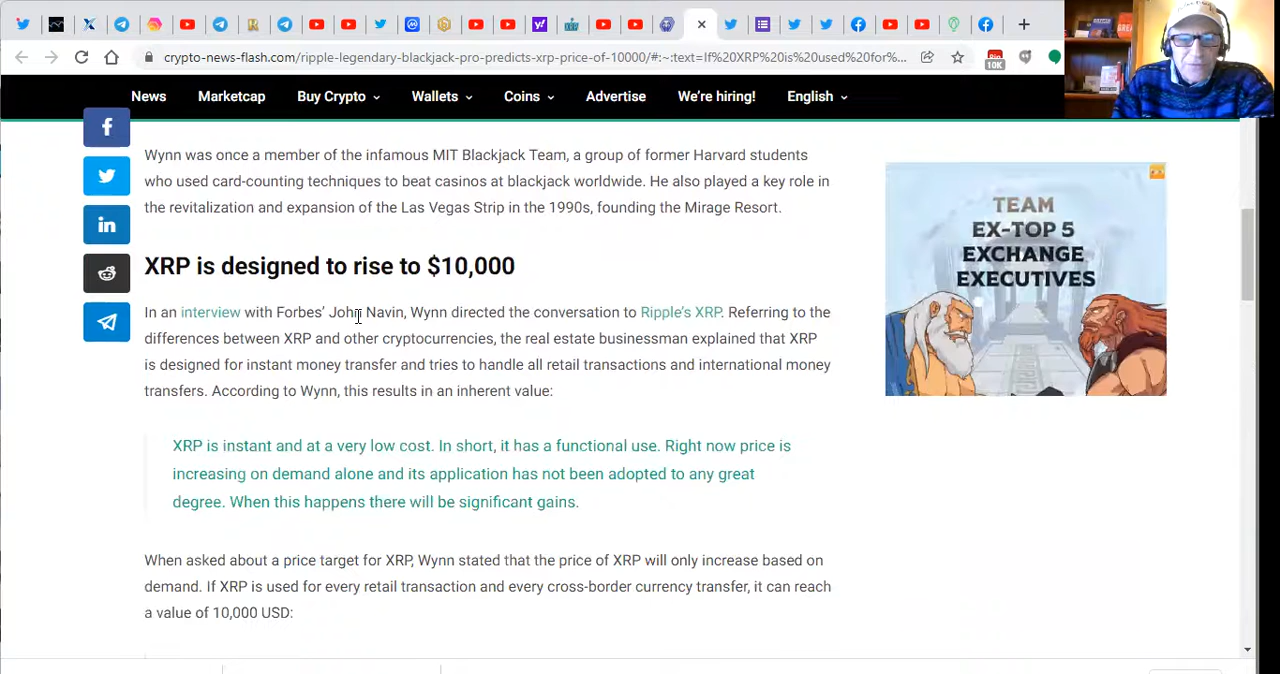 crypto-news-flash.com/ripple-legendary-blackjack-pro-predicts-xrp-price-of-10000/#:~:text=If%20XRP%20is%20used%20for%...
10K
News Marketcap Buy Crypto Wallets Coins Advertise We're hiring! English
Wynn was once a member of the infamous MIT Blackjack Team, a group of former Harvard students
who used card-counting techniques to beat casinos at blackjack worldwide. He also played a key role in
the revitalization and expansion of the Las Vegas Strip in the 1990s, founding the Mirage Resort.
XRP is designed to rise to $10,000
In an interview with Forbes' John Navin, Wynn directed the conversation to Ripple's XRP. Referring to the
differences between XRP and other cryptocurrencies, the real estate businessman explained that XRP
is designed for instant money transfer and tries to handle all retail transactions and international money
transfers. According to Wynn, this results in an inherent value:
XRP is instant and at a very low cost. In short, it has a functional use. Right now price is
increasing on demand alone and its application has not been adopted to any great
degree. When this happens there will be significant gains.
When asked about a price target for XRP, Wynn stated that the price of XRP will only increase based on
demand. If XRP is used for every retail transaction and every cross-border currency transfer, it can reach
a value of 10,000 USD:
TEAM
EX-TOP 5
EXCHANGE
EXECUTIVES